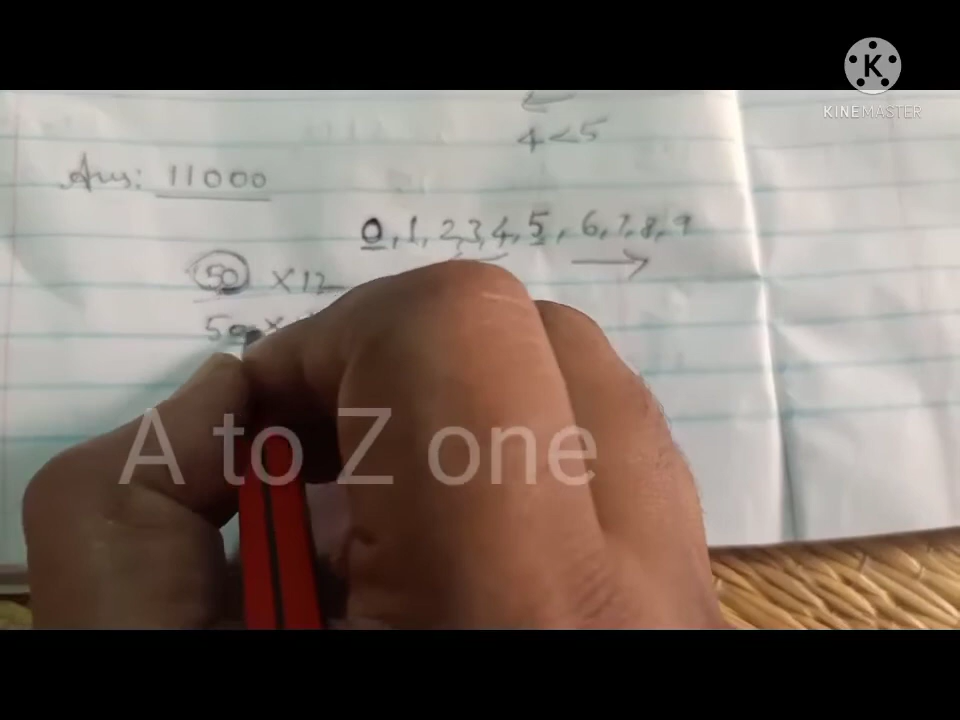 KINEMASTER
4<5
Ans: 11000
0, 1, 2, 3, 4, 5, 6, 7, 8, 9
50 X 12
50 X
A to Z one